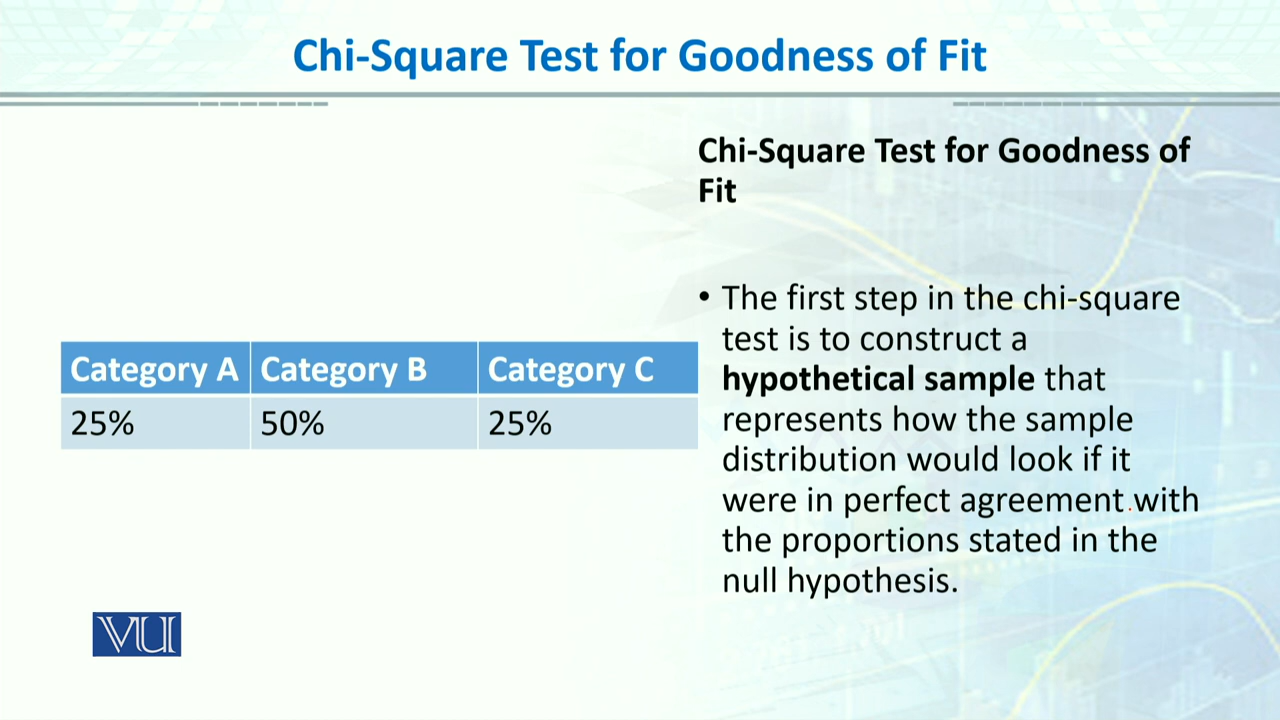 Chi-Square Test for Goodness of Fit
Category A Category B Category C
25% 50% 25%
Chi-Square Test for Goodness of
Fit
• The first step in the chi-square
test is to construct a
hypothetical sample that
represents how the sample
distribution would look if it
were in perfect agreement with
the proportions stated in the
null hypothesis.
VU